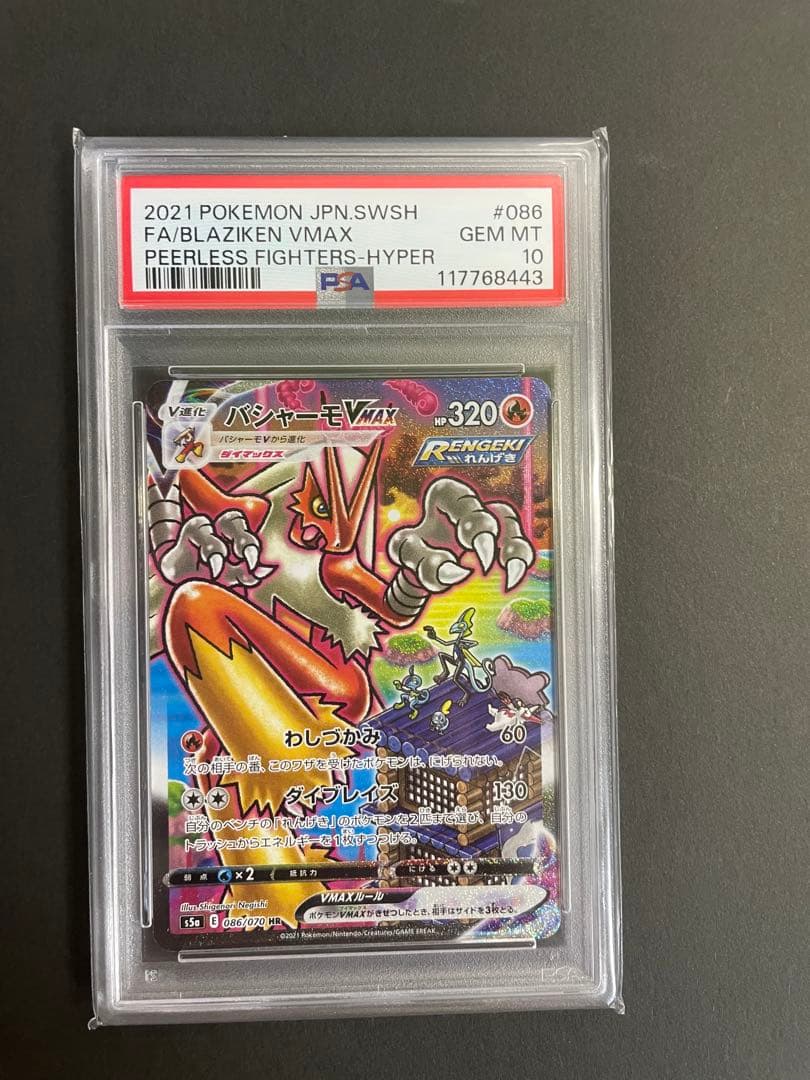 2021 POKEMON JPN.SWSH #086
FA/BLAZIKEN VMAX GEM MT
PEERLESS FIGHTERS-HYPER 10
PSA 117768443
V進化 バシャーモVMAX HP320
バシャーモVから進化
ダイマックス
RENGEKI れんげき
わしづかみ 60
次の相手の番、このワザを受けたポケモンは、にげられない。
ダイブレイズ 130
自分のベンチの「れんげき」のポケモンを2匹まで選び、自分の
トラッシュからエネルギーを1枚ずつつける。
弱点 ×2 抵抗力 にげる
Illus. Shigenori Negishi
VMAXルール
s5a E 086/070 HR
ポケモンVMAXがきぜつしたとき、相手はサイドを3枚とる。
©2021 Pokémon/Nintendo/Creatures/GAME FREAK.